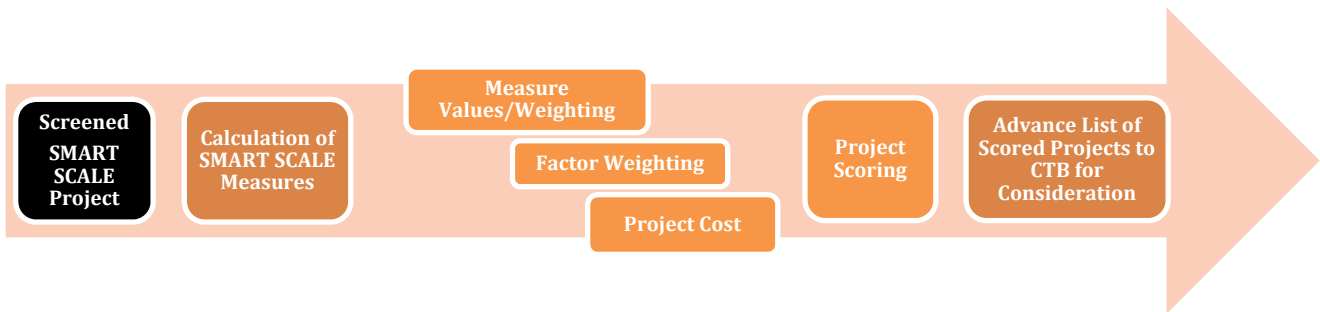 Screened
SMART
SCALE
Project
Calculation of
SMART SCALE
Measures
Measure
Values/Weighting
Factor Weighting
Project Cost
Project
Scoring
Advance List of
Scored Projects to
CTB for
Consideration